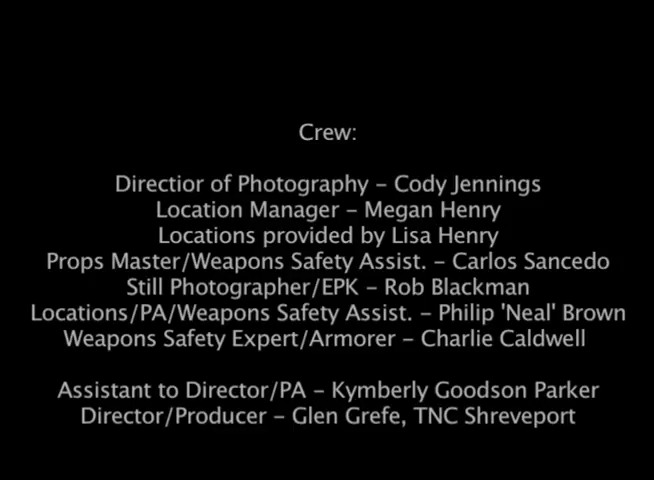 Crew:
Directior of Photography - Cody Jennings
Location Manager - Megan Henry
Locations provided by Lisa Henry
Props Master/Weapons Safety Assist. - Carlos Sancedo
Still Photographer/EPK - Rob Blackman
Locations/PA/Weapons Safety Assist. - Philip 'Neal' Brown
Weapons Safety Expert/Armorer - Charlie Caldwell
Assistant to Director/PA - Kymberly Goodson Parker
Director/Producer - Glen Grefe, TNC Shreveport